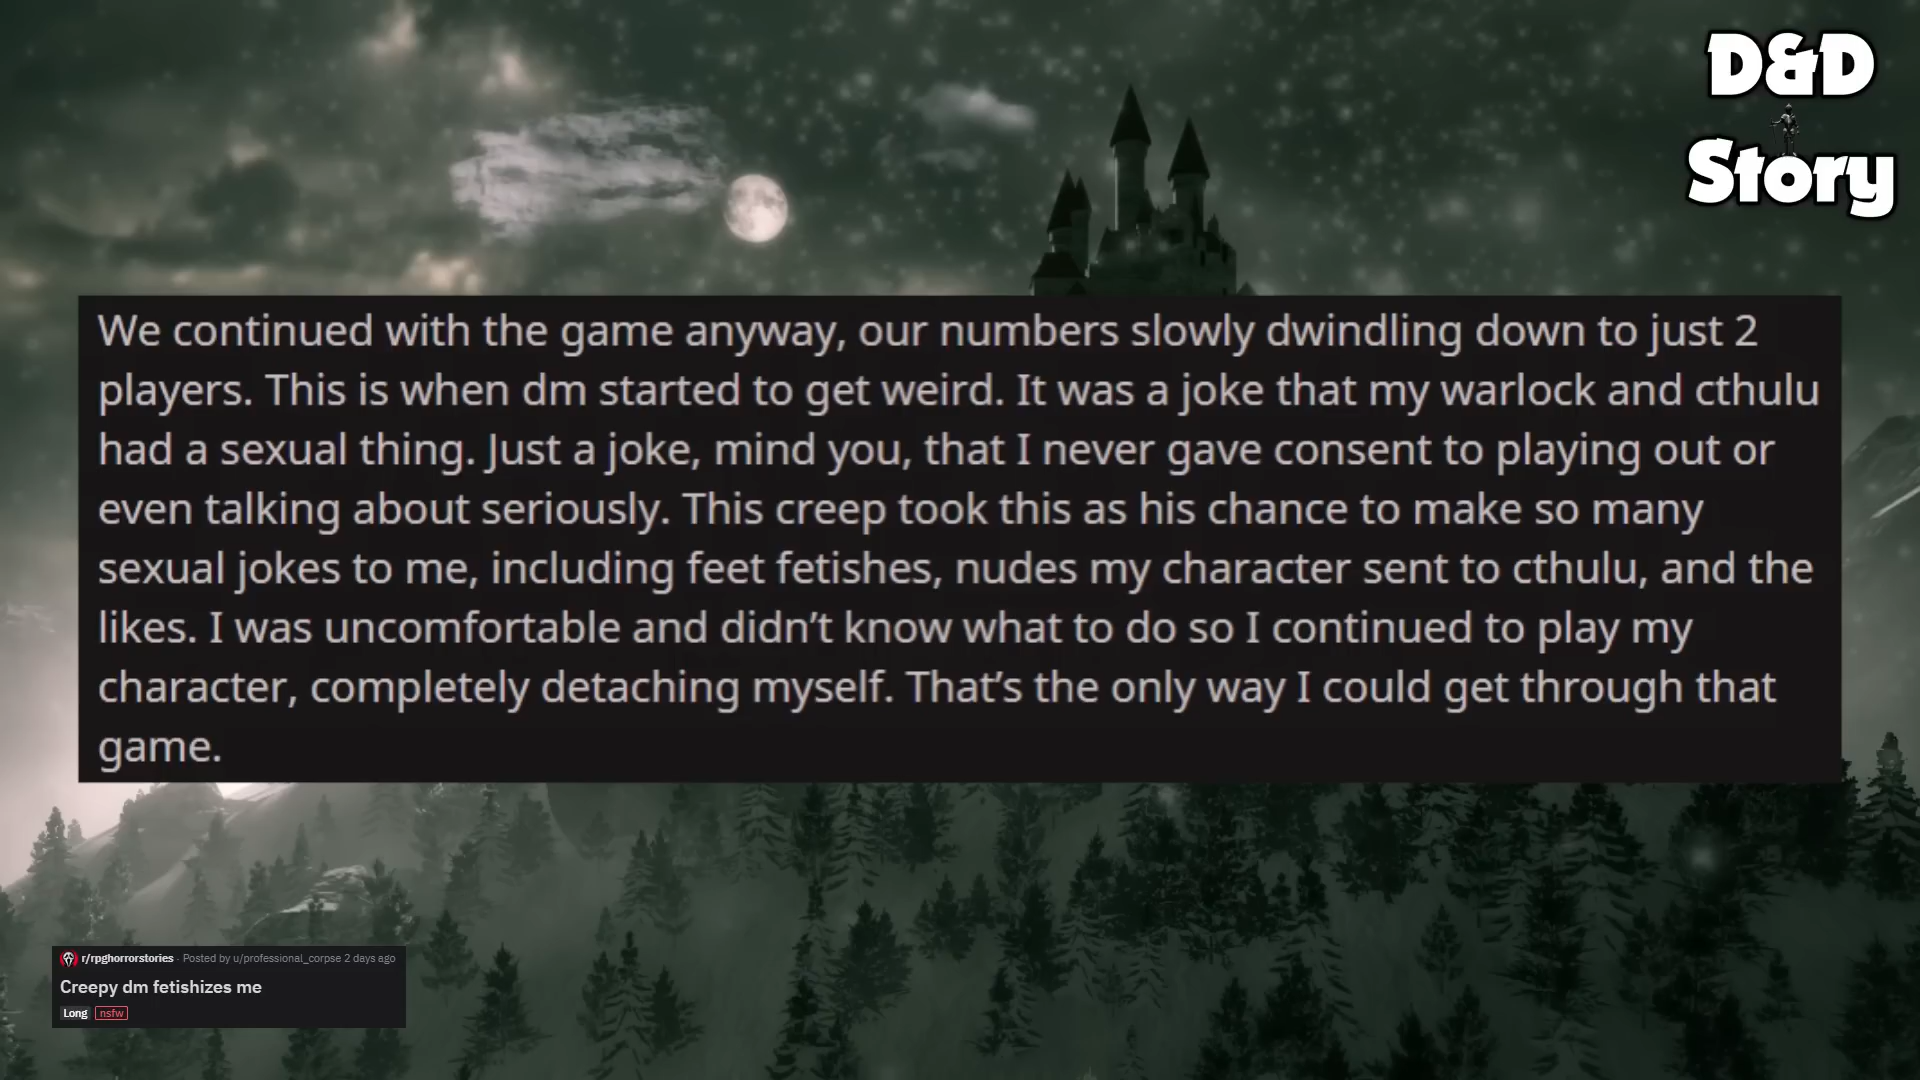 D&D
Story
We continued with the game anyway, our numbers slowly dwindling down to just 2
players. This is when dm started to get weird. It was a joke that my warlock and cthulu
had a sexual thing. Just a joke, mind you, that I never gave consent to playing out or
even talking about seriously. This creep took this as his chance to make so many
sexual jokes to me, including feet fetishes, nudes my character sent to cthulu, and the
likes. I was uncomfortable and didn’t know what to do so I continued to play my
character, completely detaching myself. That’s the only way I could get through that
game.
r/rpghorrorstories · Posted by u/professional_corpse 2 days ago
Creepy dm fetishizes me
Long nsfw